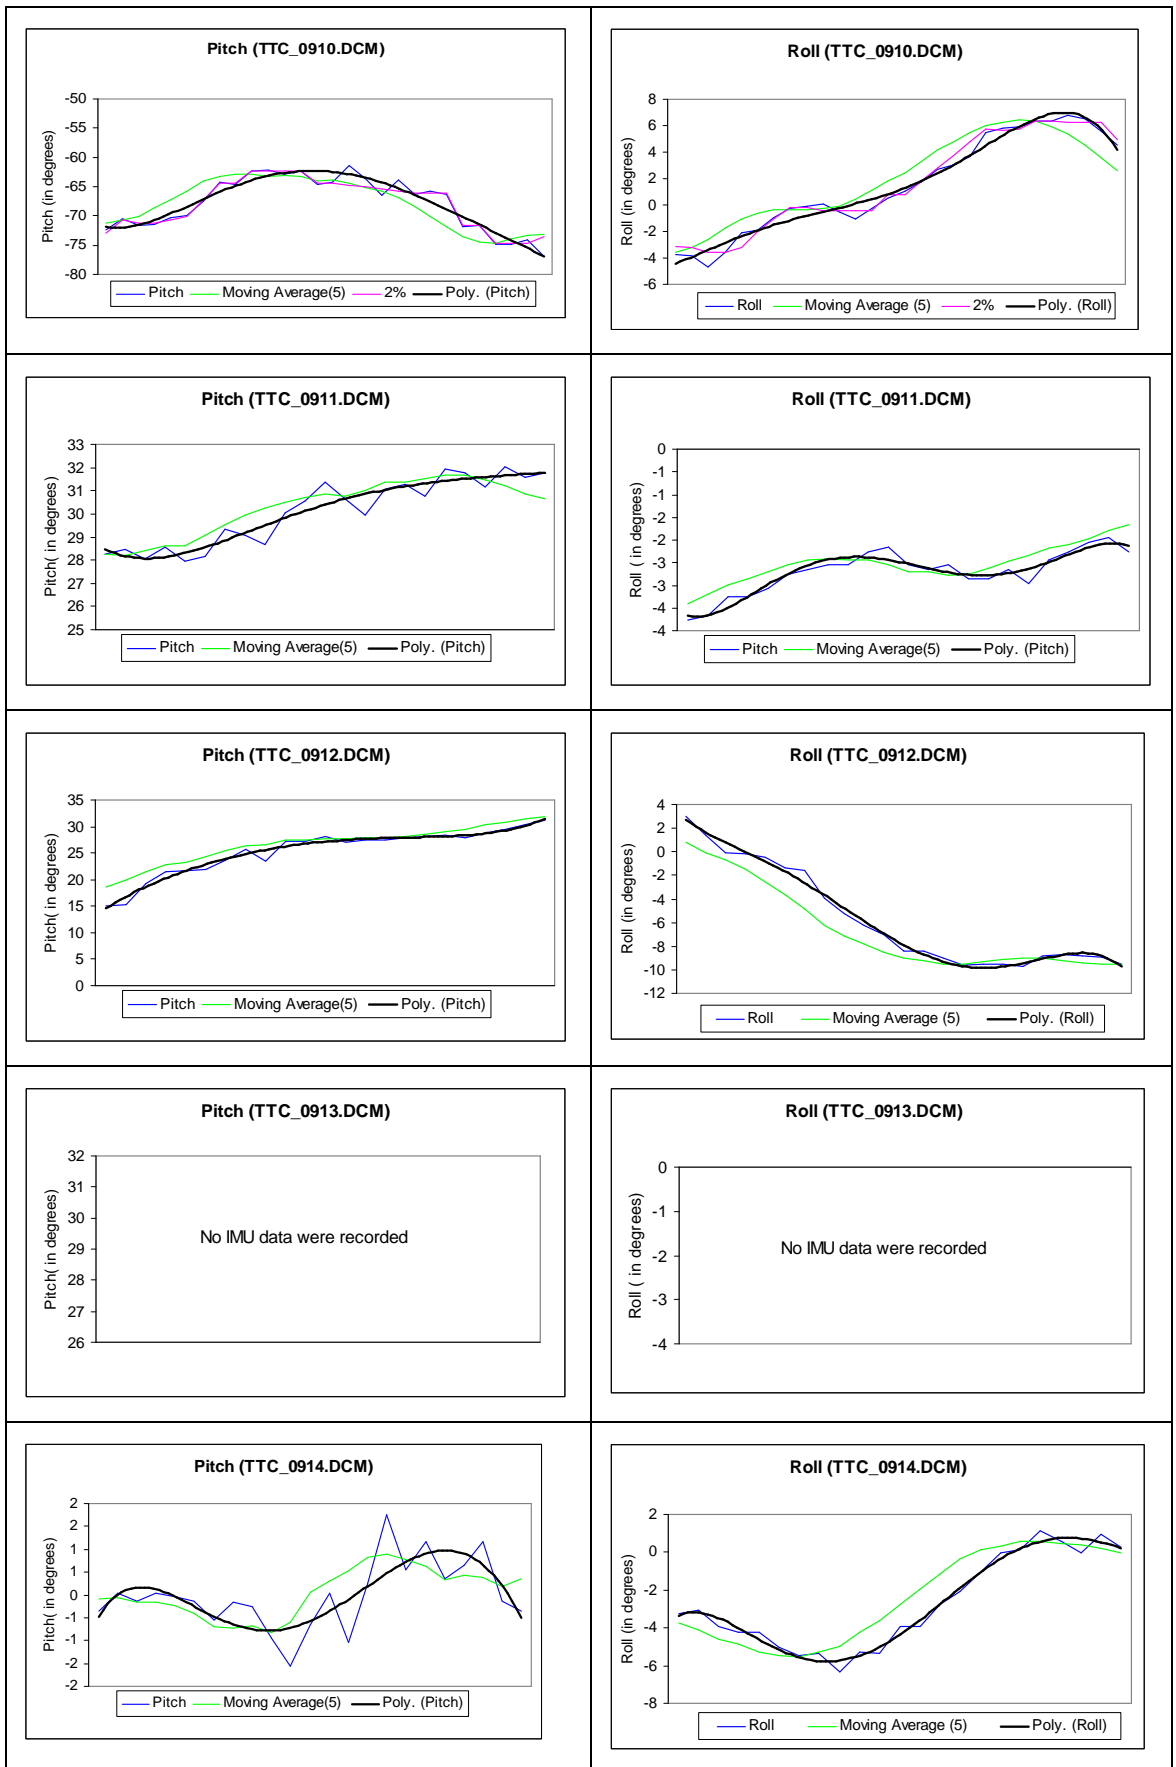 Pitch (TTC_0910.DCM)
Pitch (in degrees)
-50
-55
-60
-65
-70
-75
-80
Pitch Moving Average(5) 2% Poly. (Pitch)
Roll (TTC_0910.DCM)
Roll (in degrees)
8
6
4
2
0
-2
-4
-6
Roll Moving Average (5) 2% Poly. (Roll)
Pitch (TTC_0911.DCM)
Pitch( in degrees)
33
32
31
30
29
28
27
26
25
Pitch Moving Average(5) Poly. (Pitch)
Roll (TTC_0911.DCM)
Roll ( in degrees)
0
-1
-1
-2
-2
-3
-3
-4
-4
Pitch Moving Average(5) Poly. (Pitch)
Pitch (TTC_0912.DCM)
Pitch( in degrees)
35
30
25
20
15
10
5
0
Pitch Moving Average(5) Poly. (Pitch)
Roll (TTC_0912.DCM)
Roll (in degrees)
4
2
0
-2
-4
-6
-8
-10
-12
Roll Moving Average (5) Poly. (Roll)
Pitch (TTC_0913.DCM)
Pitch( in degrees)
32
31
30
29
28
27
26
No IMU data were recorded
Roll (TTC_0913.DCM)
Roll ( in degrees)
0
-1
-2
-3
-4
No IMU data were recorded
Pitch (TTC_0914.DCM)
Pitch( in degrees)
2
2
1
1
0
-1
-1
-2
-2
Pitch Moving Average(5) Poly. (Pitch)
Roll (TTC_0914.DCM)
Roll (in degrees)
2
0
-2
-4
-6
-8
Roll Moving Average (5) Poly. (Roll)